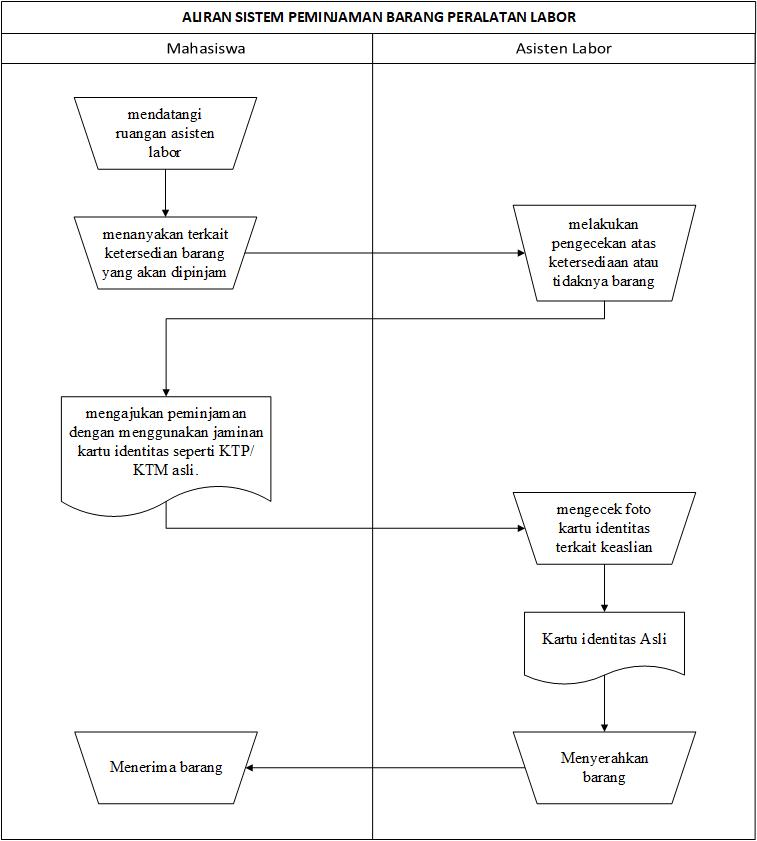 ALIRAN SISTEM PEMINJAMAN BARANG PERALATAN LABOR
Mahasiswa
Asisten Labor
mendatangi
ruangan asisten
labor
menanyakan terkait
ketersedian barang
yang akan dipinjam
melakukan
pengecekan atas
ketersediaan atau
tidaknya barang
mengajukan peminjaman
dengan menggunakan jaminan
kartu identitas seperti KTP/
KTM asli.
mengecek foto
kartu identitas
terkait keaslian
Kartu identitas Asli
Menyerahkan
barang
Menerima barang